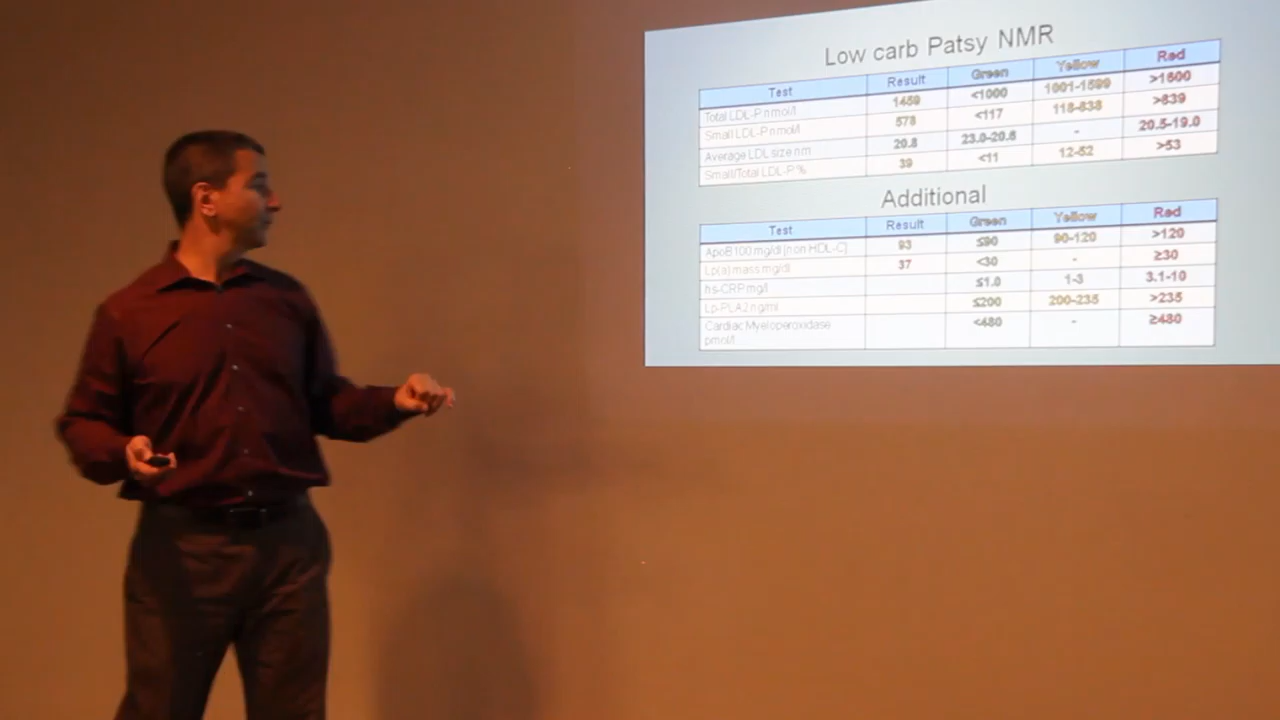 Low carb Patsy NMR
Test Result Green Yellow Red
Total LDL-P nmol/l 1459 <1000 1001-1599 >1600
Small LDL-P nmol/l 578 <117 118-838 >839
Average LDL size nm 20.8 23.0-20.6 - 20.5-19.0
Small/Total LDL-P % 39 <11 12-52 >53
Additional
Test Result Green Yellow Red
ApoB100 mg/dl [non HDL-C] 93 ≤90 90-120 >120
Lp(a) mass mg/dl 37 <30 - ≥30
hs-CRP mg/l ≤1.0 1-3 3.1-10
Lp-PLA2 ng/ml ≤200 200-235 >235
Cardiac Myeloperoxidase <480 - ≥480
pmol/l